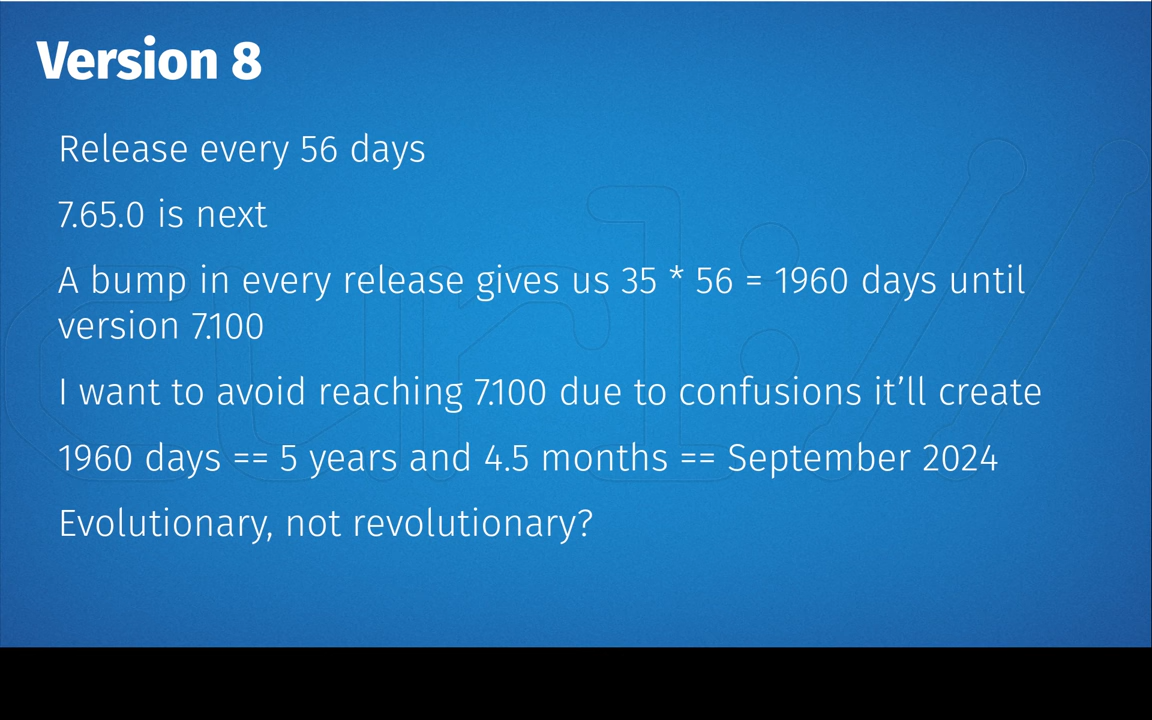 Version 8
Release every 56 days
7.65.0 is next
A bump in every release gives us 35 * 56 = 1960 days until
version 7.100
I want to avoid reaching 7.100 due to confusions it’ll create
1960 days == 5 years and 4.5 months == September 2024
Evolutionary, not revolutionary?
curl://